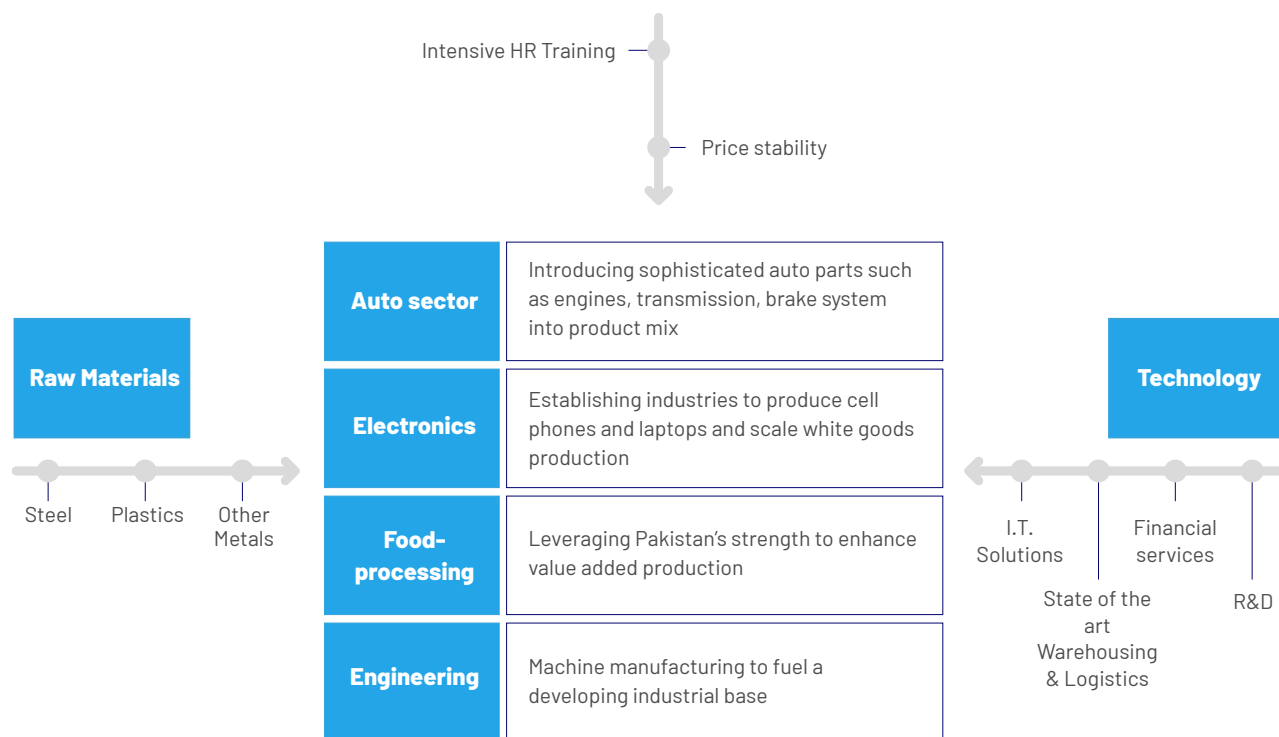 Intensive HR Training
Price stability
Raw Materials
Steel
Plastics
Other
Metals
Auto sector
Introducing sophisticated auto parts such
as engines, transmission, brake system
into product mix
Electronics
Establishing industries to produce cell
phones and laptops and scale white goods
production
Food-
processing
Leveraging Pakistan’s strength to enhance
value added production
Engineering
Machine manufacturing to fuel a
developing industrial base
Technology
I.T.
Solutions
State of the
art
Warehousing
& Logistics
Financial
services
R&D